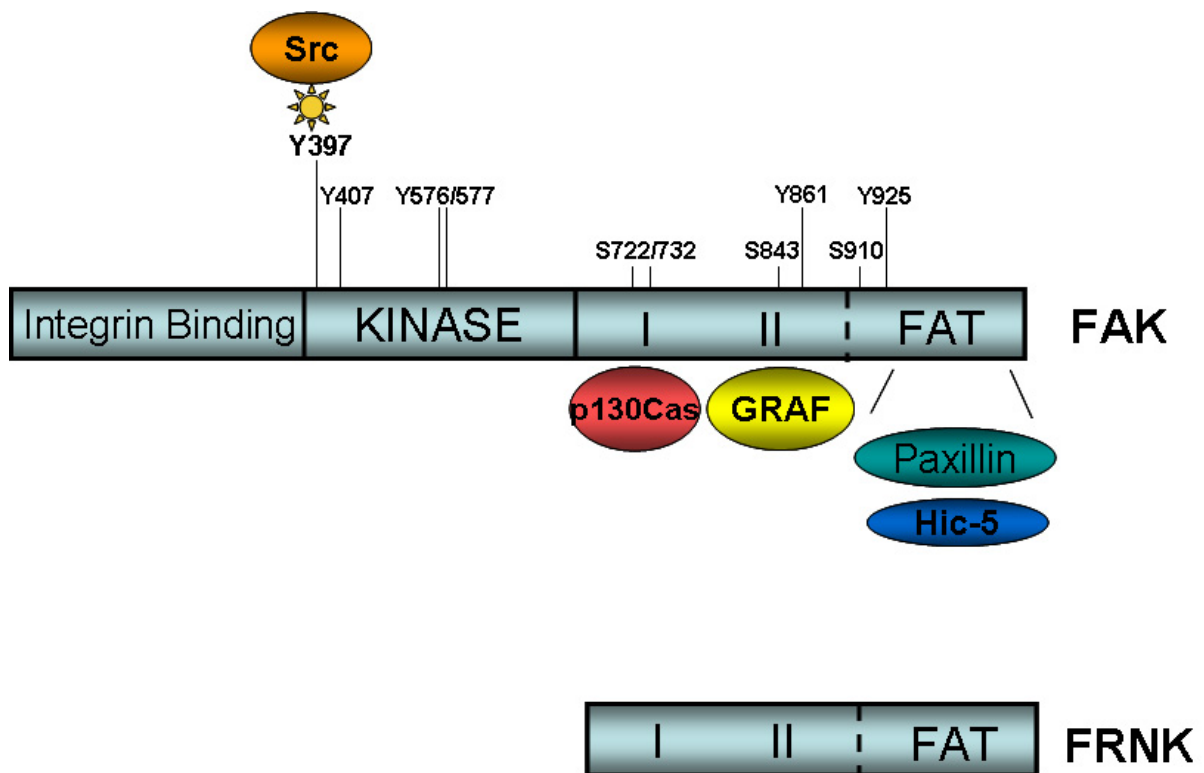 Src
Y397
Y407 Y576/577 Y861 Y925
S722/732 S843 S910
Integrin Binding KINASE I II FAT FAK
p130Cas GRAF
Paxillin
Hic-5
I II FAT FRNK